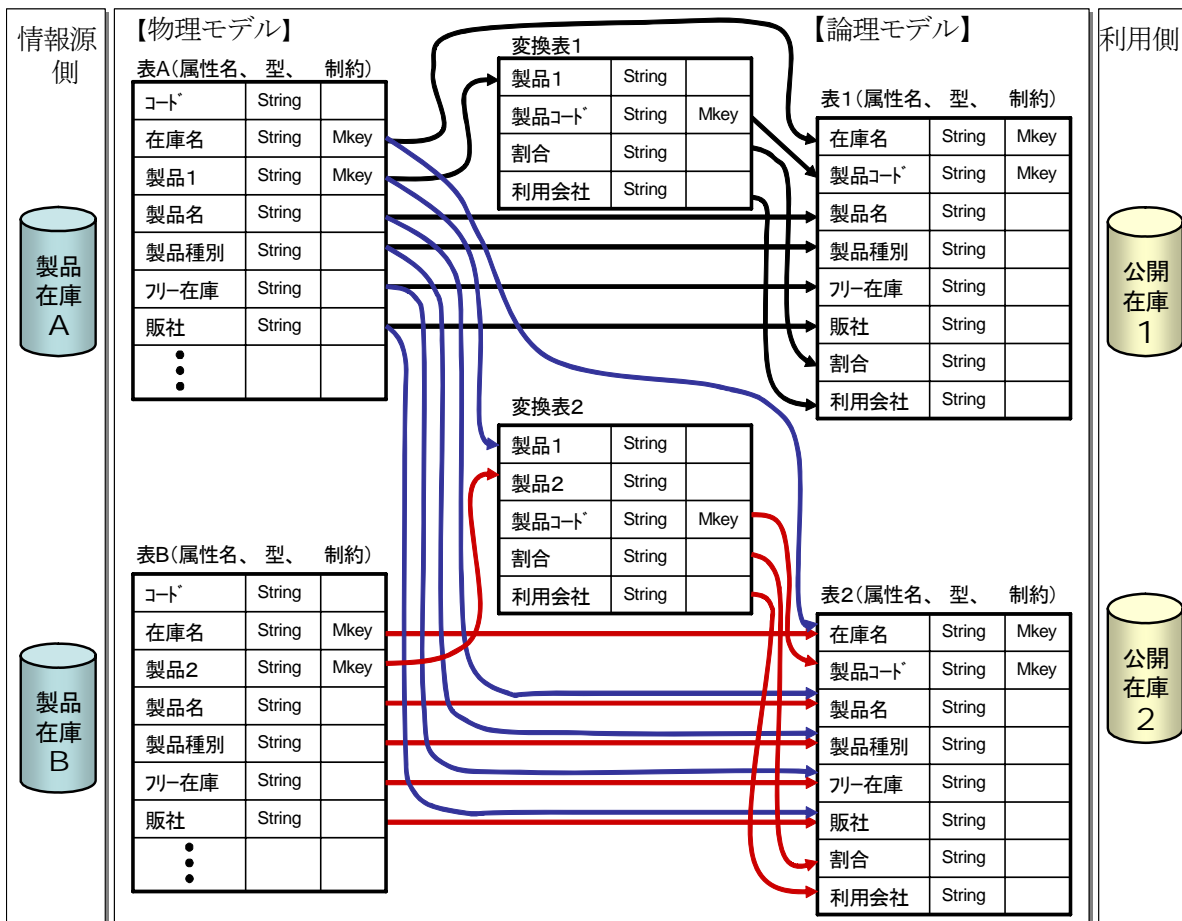 情報源
側
製品
在庫
A
製品
在庫
B
【物理モデル】
表A(属性名、 型、 制約)
コード String
在庫名 String Mkey
製品1 String Mkey
製品名 String
製品種別 String
フリー在庫 String
販社 String
表B(属性名、 型、 制約)
コード String
在庫名 String Mkey
製品2 String Mkey
製品名 String
製品種別 String
フリー在庫 String
販社 String
変換表1
製品1 String
製品コード String Mkey
割合 String
利用会社 String
変換表2
製品1 String
製品2 String
製品コード String Mkey
割合 String
利用会社 String
【論理モデル】
表1(属性名、 型、 制約)
在庫名 String Mkey
製品コード String Mkey
製品名 String
製品種別 String
フリー在庫 String
販社 String
割合 String
利用会社 String
表2(属性名、 型、 制約)
在庫名 String Mkey
製品コード String Mkey
製品名 String
製品種別 String
フリー在庫 String
販社 String
割合 String
利用会社 String
利用側
公開
在庫
1
公開
在庫
2